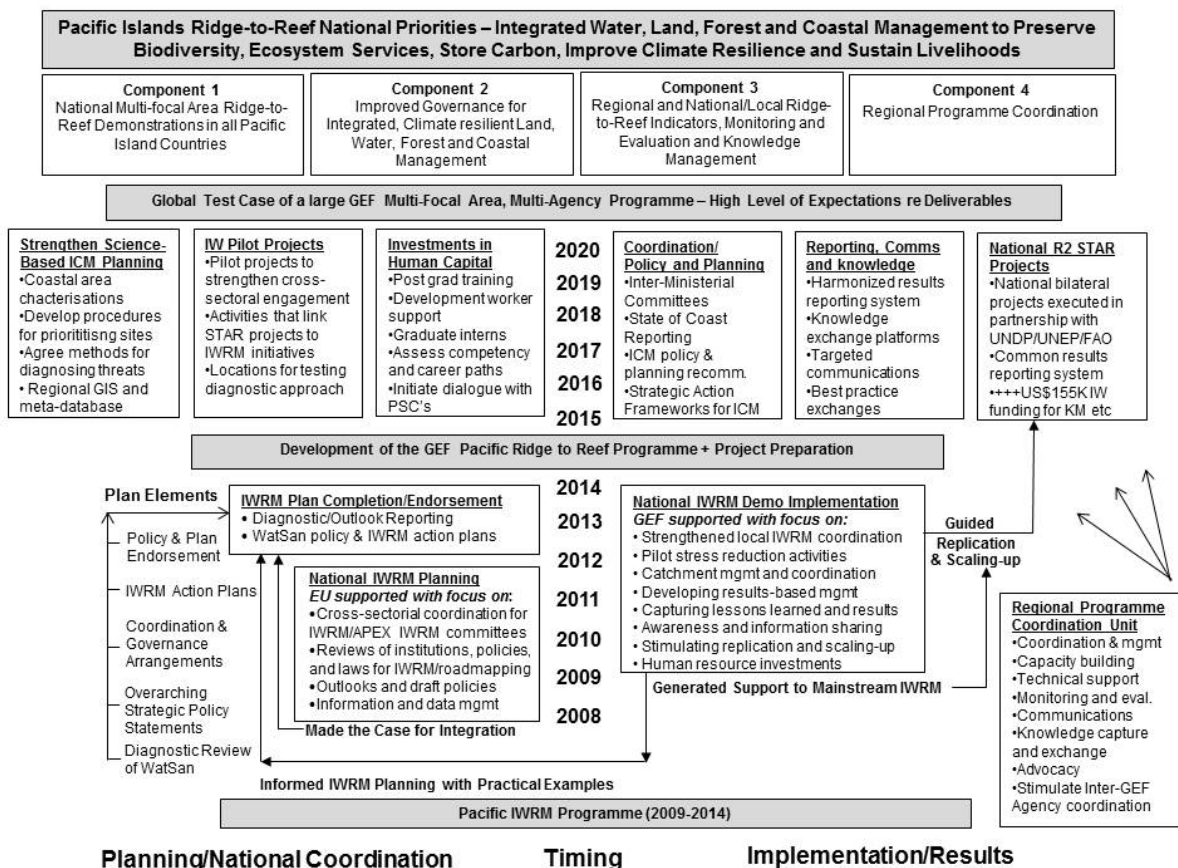 Pacific Islands Ridge-to-Reef National Priorities – Integrated Water, Land, Forest and Coastal Management to Preserve
Biodiversity, Ecosystem Services, Store Carbon, Improve Climate Resilience and Sustain Livelihoods
Component 1
National Multi-focal Area Ridge-to-
Reef Demonstrations in all Pacific
Island Countries
Component 2
Improved Governance for
Integrated, Climate resilient Land,
Water, Forest and Coastal
Management
Component 3
Regional and National/Local Ridge-
to-Reef Indicators, Monitoring and
Evaluation and Knowledge
Management
Component 4
Regional Programme Coordination
Global Test Case of a large GEF Multi-Focal Area, Multi-Agency Programme – High Level of Expectations re Deliverables
Strengthen Science-
Based ICM Planning
•Coastal area
chacterisations
•Develop procedures
for prioritising sites
•Agree methods for
diagnosing threats
• Regional GIS and
meta-database
IW Pilot Projects
•Pilot projects to
strengthen cross-
sectoral engagement
•Activities that link
STAR projects to
IWRM initiatives
•Locations for testing
diagnostic approach
Investments in
Human Capital
•Post grad training
•Development worker
support
•Graduate interns
•Assess competency
and career paths
•Initiate dialogue with
PSC's
2020
2019
2018
2017
2016
2015
Coordination/
Policy and Planning
•Inter-Ministerial
Committees
•State of Coast
Reporting
•ICM policy &
planning recomm.
•Strategic Action
Frameworks for ICM
Reporting, Comms
and knowledge
•Harmonized results
reporting system
•Knowledge
exchange platforms
•Targeted
communications
•Best practice
exchanges
National R2 STAR
Projects
•National bilateral
projects executed in
partnership with
UNDP/UNEP/FAO
•Common results
reporting system
•+++US$155K IW
funding for KM etc
Development of the GEF Pacific Ridge to Reef Programme + Project Preparation
Plan Elements
Policy & Plan
Endorsement
IWRM Action Plans
Coordination &
Governance
Arrangements
Overarching
Strategic Policy
Statements
Diagnostic Review
of WatSan
IWRM Plan Completion/Endorsement
• Diagnostic/Outlook Reporting
• WatSan policy & IWRM action plans
National IWRM Planning
EU supported with focus on:
•Cross-sectorial coordination for
IWRM/APEX IWRM committees
•Reviews of institutions, policies,
and laws for IWRM/roadmapping
•Outlooks and draft policies
•Information and data mgmt
Made the Case for Integration
2014
2013
2012
2011
2010
2009
2008
National IWRM Demo Implementation
GEF supported with focus on:
• Strengthened local IWRM coordination
• Pilot stress reduction activities
• Catchment mgmt and coordination
• Developing results-based mgmt
• Capturing lessons learned and results
• Awareness and information sharing
• Stimulating replication and scaling-up
• Human resource investments
Guided
Replication
& Scaling-up
Generated Support to Mainstream IWRM
Regional Programme
Coordination Unit
•Coordination & mgmt
•Capacity building
•Technical support
•Monitoring and eval.
•Communications
•Knowledge capture
and exchange
•Advocacy
•Stimulate Inter-GEF
Agency coordination
Informed IWRM Planning with Practical Examples
Pacific IWRM Programme (2009-2014)
Planning/National Coordination
Timing
Implementation/Results